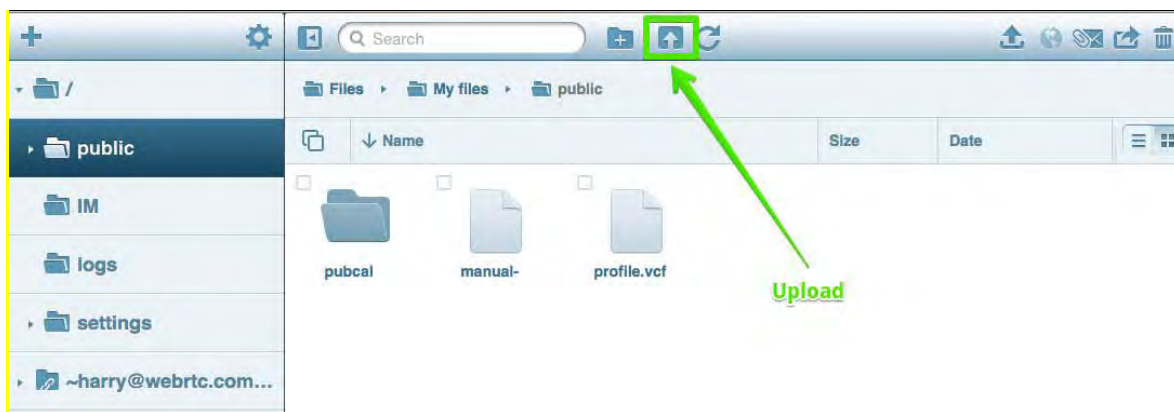 Search
/
Files My files public
public
Name Size Date
IM
logs
pubcal manual- profile.vcf
Upload
settings
~harry@webrtc.com...